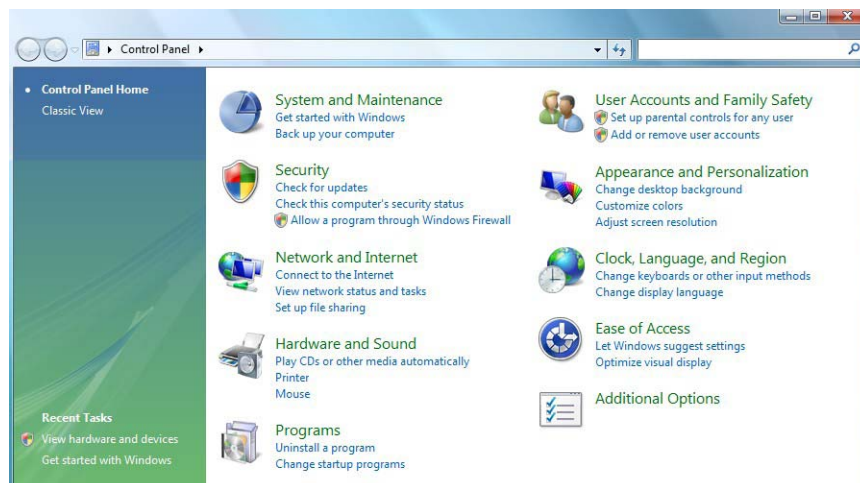 Control Panel
Control Panel Home
Classic View
Recent Tasks
View hardware and devices
Get started with Windows
System and Maintenance
Get started with Windows
Back up your computer
Security
Check for updates
Check this computer's security status
Allow a program through Windows Firewall
Network and Internet
Connect to the Internet
View network status and tasks
Set up file sharing
Hardware and Sound
Play CDs or other media automatically
Printer
Mouse
Programs
Uninstall a program
Change startup programs
User Accounts and Family Safety
Set up parental controls for any user
Add or remove user accounts
Appearance and Personalization
Change desktop background
Customize colors
Adjust screen resolution
Clock, Language, and Region
Change keyboards or other input methods
Change display language
Ease of Access
Let Windows suggest settings
Optimize visual display
Additional Options